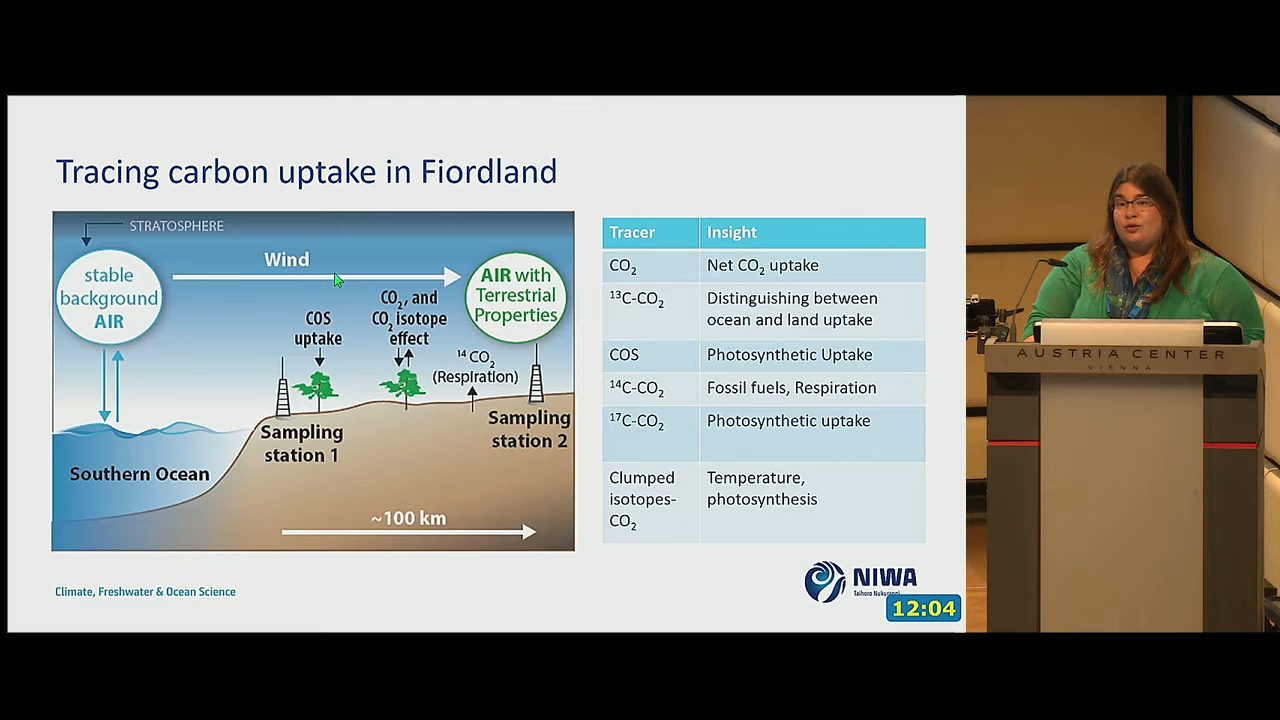 Tracing carbon uptake in Fiordland
STRATOSPHERE
stable
background
AIR
Wind
AIR with
Terrestrial
Properties
COS
uptake
CO₂, and
CO₂ isotope
effect
¹⁴ CO₂
(Respiration)
Sampling
station 1
Sampling
station 2
Southern Ocean
~100 km
Tracer Insight
CO₂ Net CO₂ uptake
¹³C-CO₂ Distinguishing between
ocean and land uptake
COS Photosynthetic Uptake
¹⁴C-CO₂ Fossil fuels, Respiration
¹⁷C-CO₂ Photosynthetic uptake
Clumped
isotopes-
CO₂
Temperature,
photosynthesis
Climate, Freshwater & Ocean Science
NIWA
Taihoro Nukurangi
12:04
AUSTRIA CENTER
VIENNA